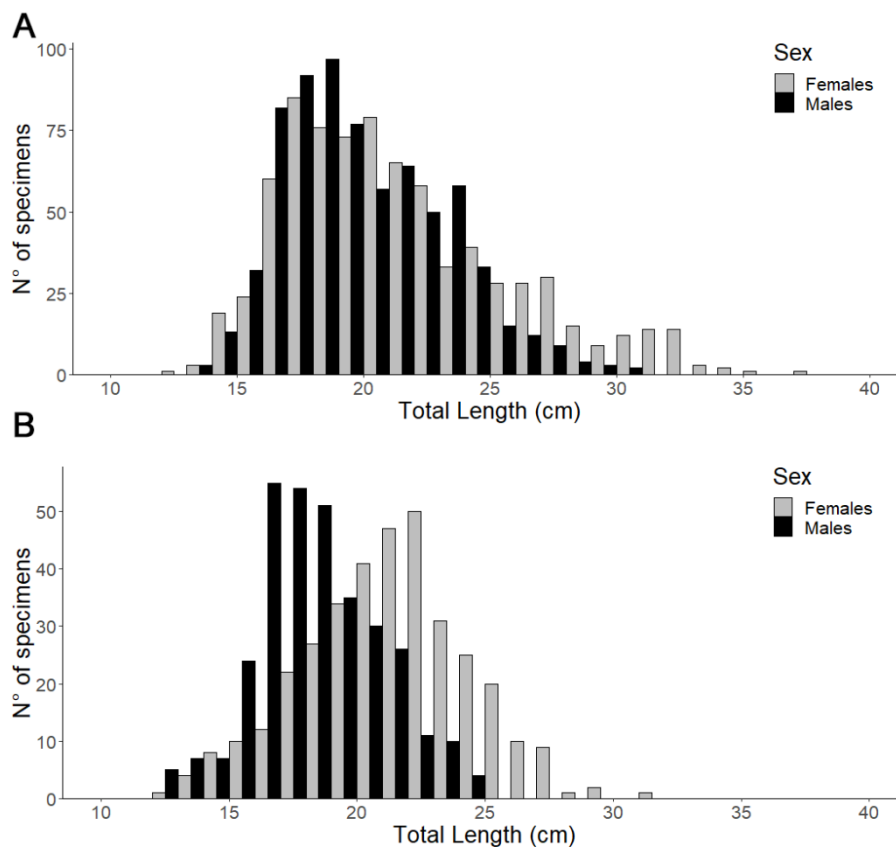 A
100
75
50
25
0
N° of specimens
Sex
Females
Males
10 15 20 25 30 35 40
Total Length (cm)
B
50
40
30
20
10
0
N° of specimens
Sex
Females
Males
10 15 20 25 30 35 40
Total Length (cm)